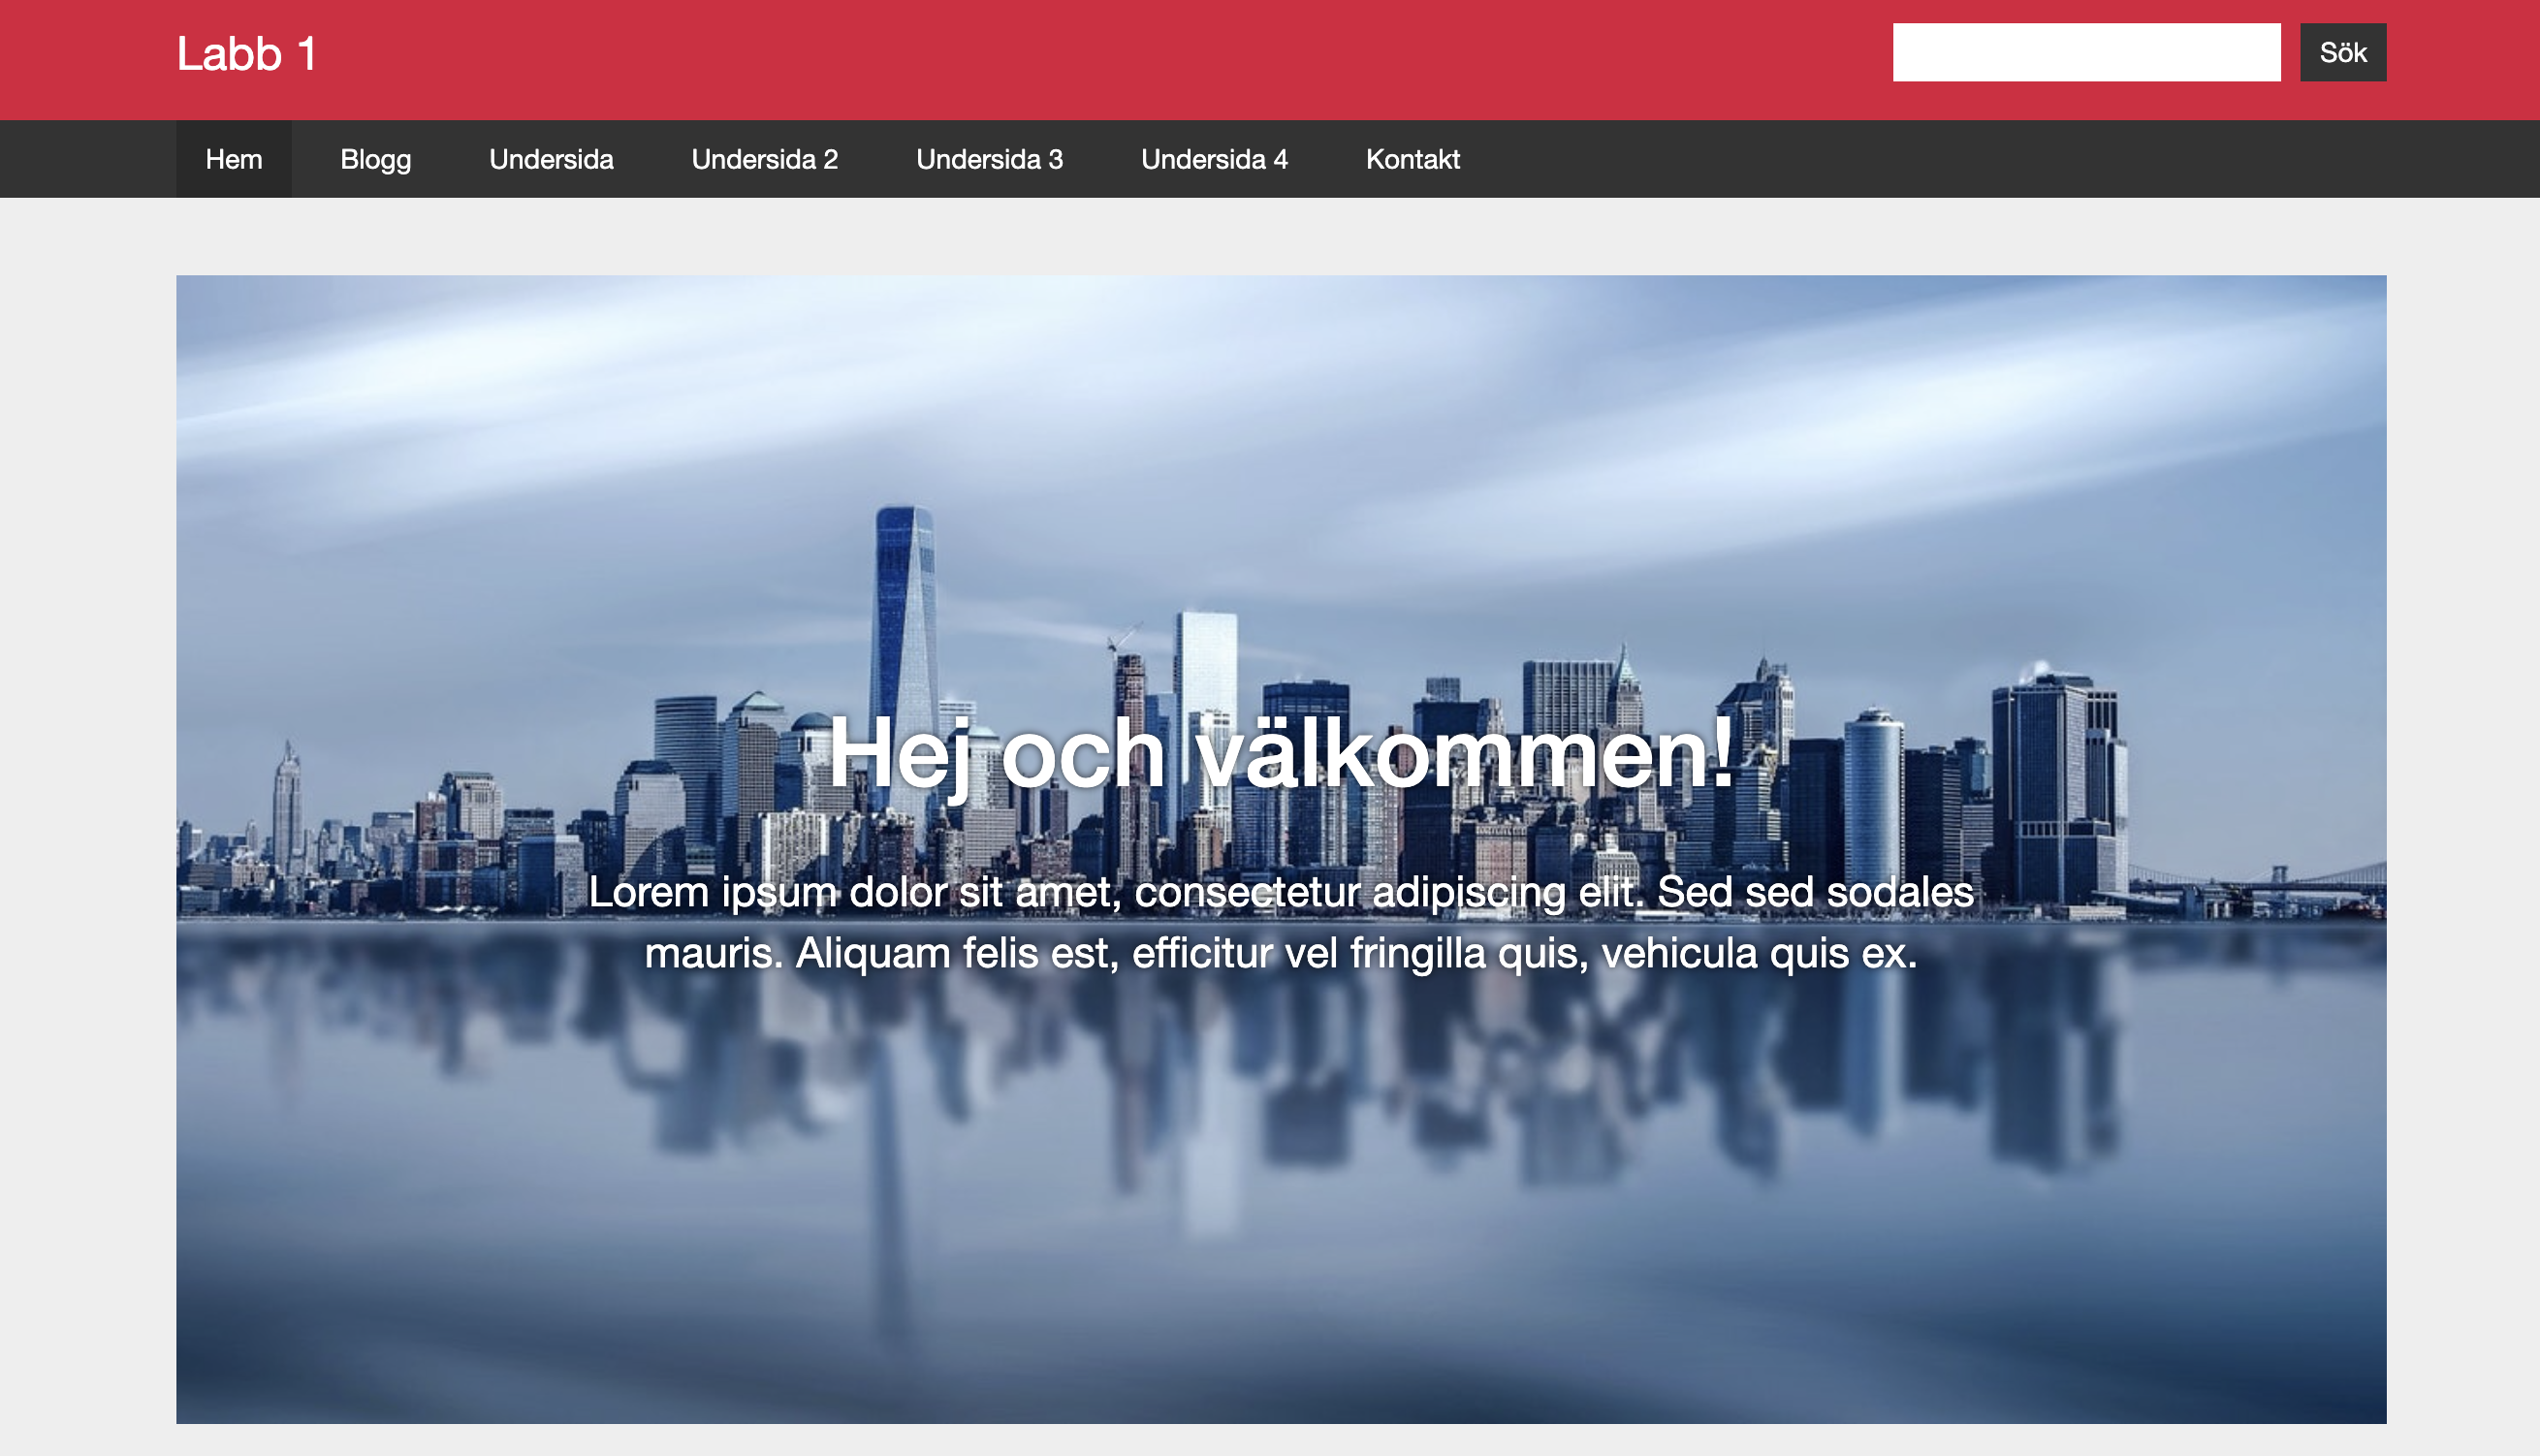 Labb 1
Sök
Hem Blogg Undersida Undersida 2 Undersida 3 Undersida 4 Kontakt
Hej och välkommen!
Lorem ipsum dolor sit amet, consectetur adipiscing elit. Sed sed sodales
mauris. Aliquam felis est, efficitur vel fringilla quis, vehicula quis ex.